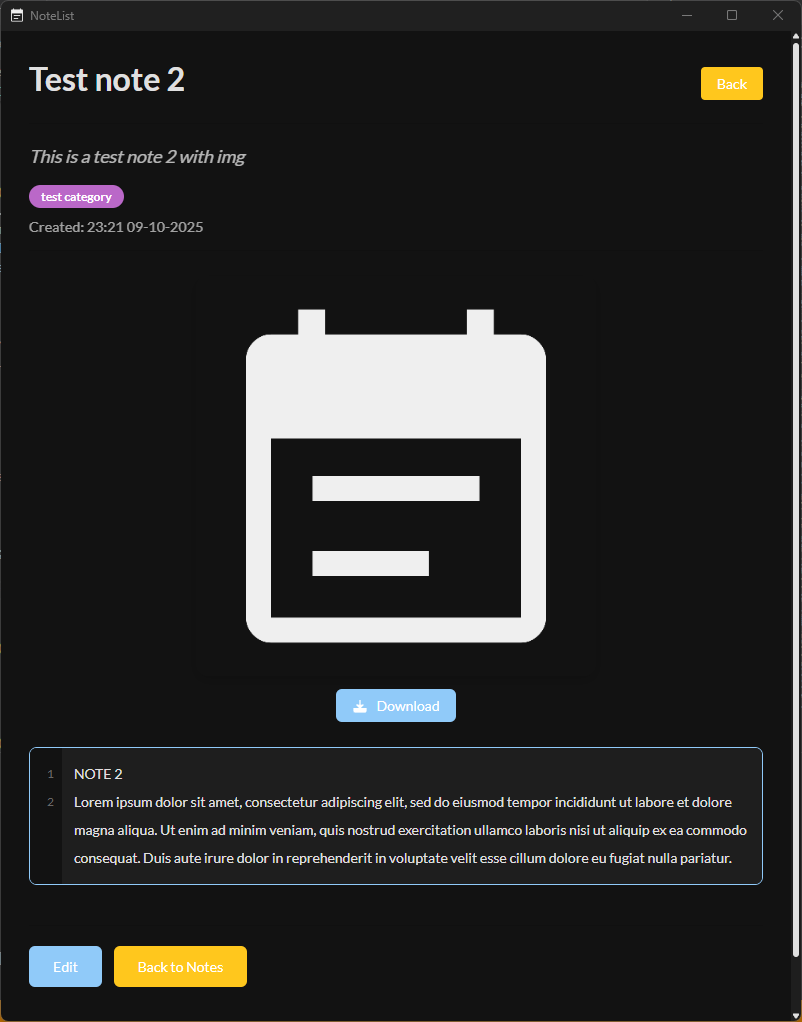 NoteList
Test note 2
Back
This is a test note 2 with img
test category
Created: 23:21 09-10-2025
Download
1 NOTE 2
2 Lorem ipsum dolor sit amet, consectetur adipiscing elit, sed do eiusmod tempor incididunt ut labore et dolore
magna aliqua. Ut enim ad minim veniam, quis nostrud exercitation ullamco laboris nisi ut aliquip ex ea commodo
consequat. Duis aute irure dolor in reprehenderit in voluptate velit esse cillum dolore eu fugiat nulla pariatur.
Edit
Back to Notes